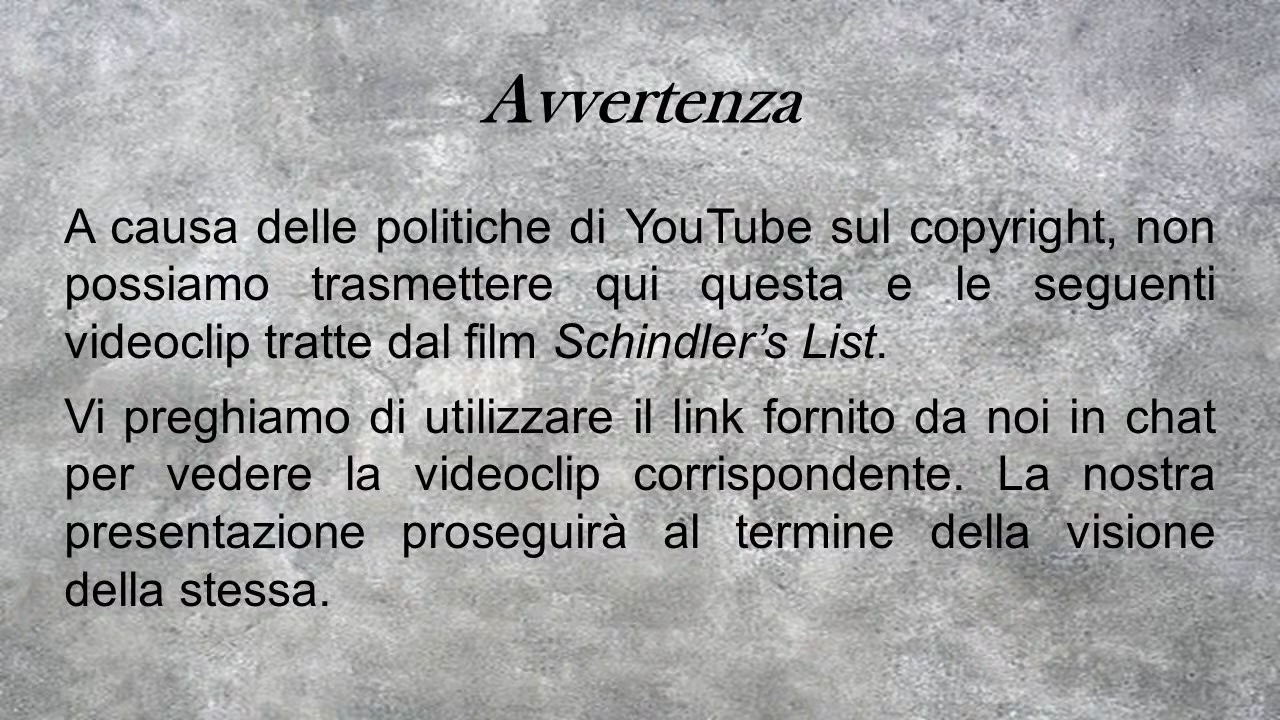 Avvertenza
A causa delle politiche di YouTube sul copyright, non
possiamo trasmettere qui questa e le seguenti
videoclip tratte dal film Schindler’s List.
Vi preghiamo di utilizzare il link fornito da noi in chat
per vedere la videoclip corrispondente. La nostra
presentazione proseguirà al termine della visione
della stessa.